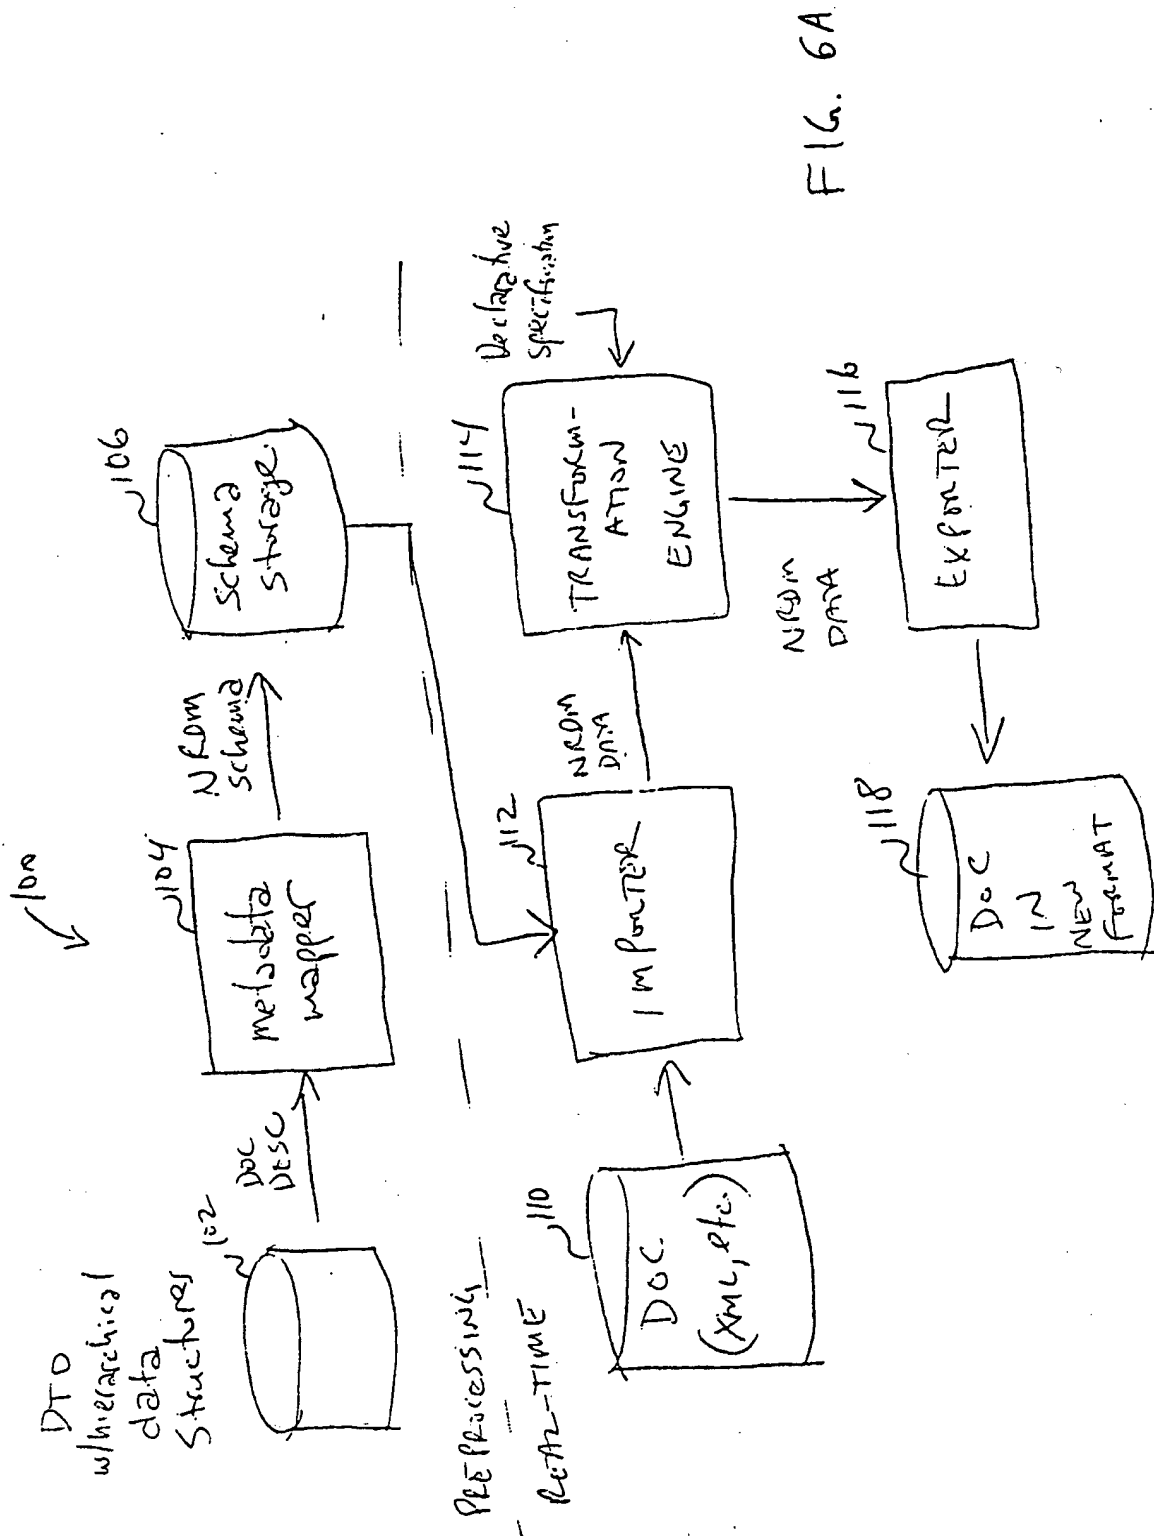 100
DTD
w/hierarchical
data
structures
102
DOC
DESC
104
metadata
mapper
NRDM
schema
106
Schema
storage
PREPROCESSING
REAL-TIME
110
DOC.
(XML, etc.)
112
IMPORTER
NRDM
DATA
114
TRANSFORM-
ATION
ENGINE
Declarative
specification
NRDM
DATA
116
EXPORTER
118
DOC
IN
NEW
FORMAT
FIG. 6A